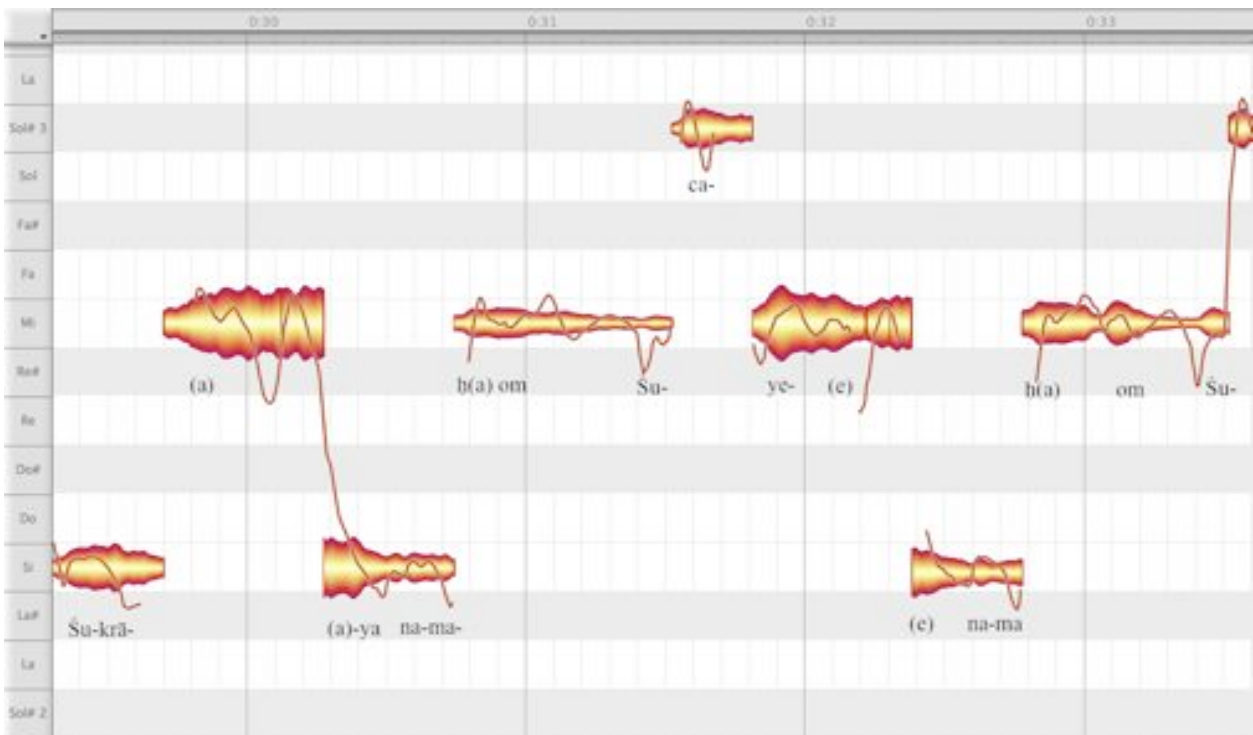 0:30 0:31 0:32 0:33
La
Sol# 3
Sol
Fa#
Fa
Mi
Re#
Re
Do#
Do
Si
La#
La
Sol# 2
ca-
(a) ḥ(a) om Śu- ye- (e) ḥ(a) om Śu-
Śu-krā- (a)-ya na-ma- (e) na-ma